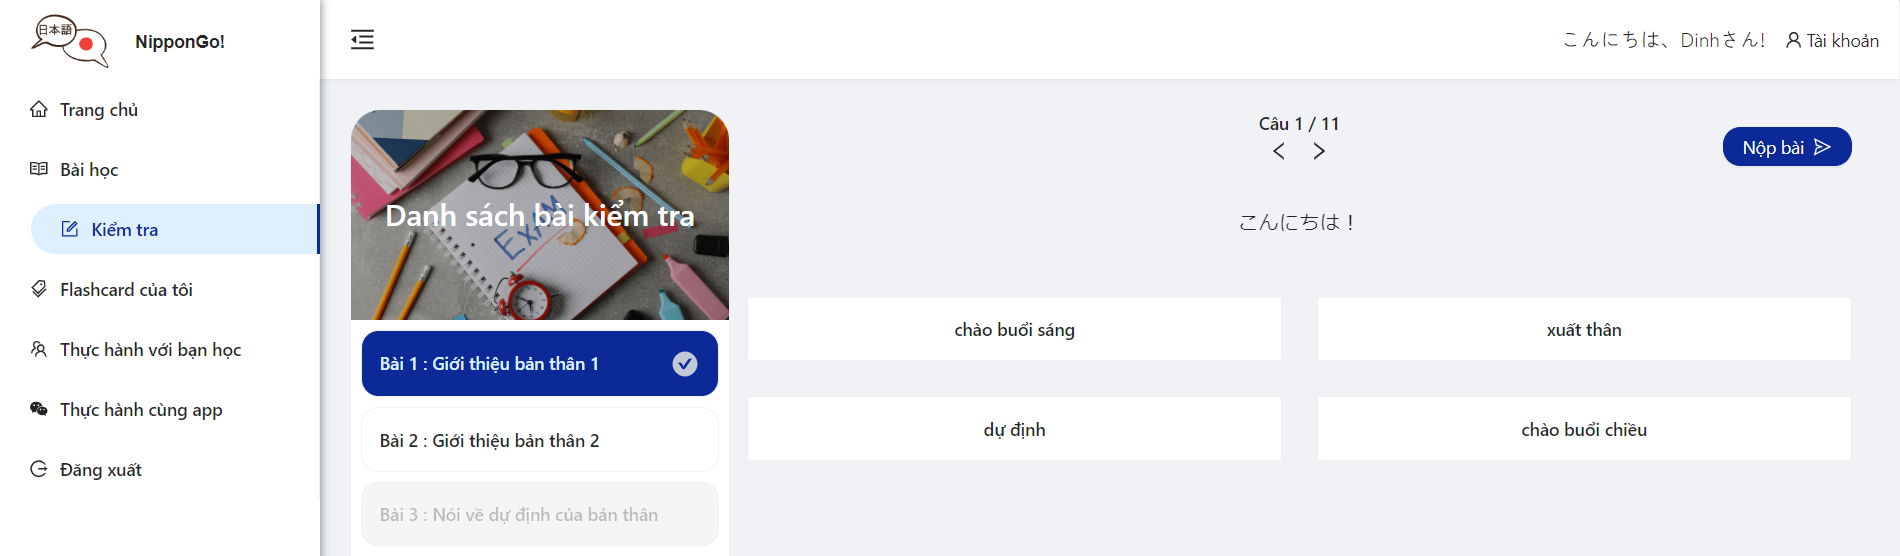 日本語
NipponGo!
Trang chủ
Bài học
Kiểm tra
Flashcard của tôi
Thực hành với bạn học
Thực hành cùng app
Đăng xuất
こんにちは、Dinhさん!
Tài khoản
Danh sách bài kiểm tra
EXAM
Bài 1 : Giới thiệu bản thân 1
Bài 2 : Giới thiệu bản thân 2
Bài 3 : Nói về dự định của bản thân
Câu 1 / 11
Nộp bài
こんにちは！
chào buổi sáng
xuất thân
dự định
chào buổi chiều